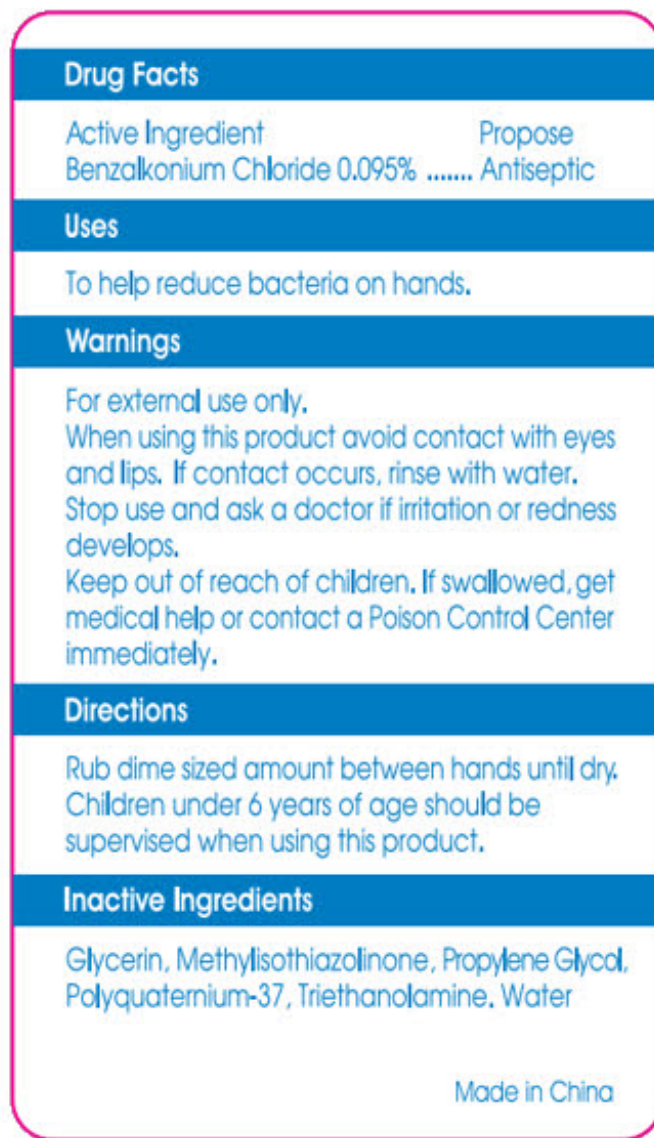 Drug Facts
Active Ingredient Propose
Benzalkonium Chloride 0.095% ....... Antiseptic
Uses
To help reduce bacteria on hands.
Warnings
For external use only.
When using this product avoid contact with eyes
and lips. If contact occurs, rinse with water.
Stop use and ask a doctor if irritation or redness
develops.
Keep out of reach of children. If swallowed, get
medical help or contact a Poison Control Center
immediately.
Directions
Rub dime sized amount between hands until dry.
Children under 6 years of age should be
supervised when using this product.
Inactive Ingredients
Glycerin, Methylisothiazolinone, Propylene Glycol,
Polyquaternium-37, Triethanolamine. Water
Made in China